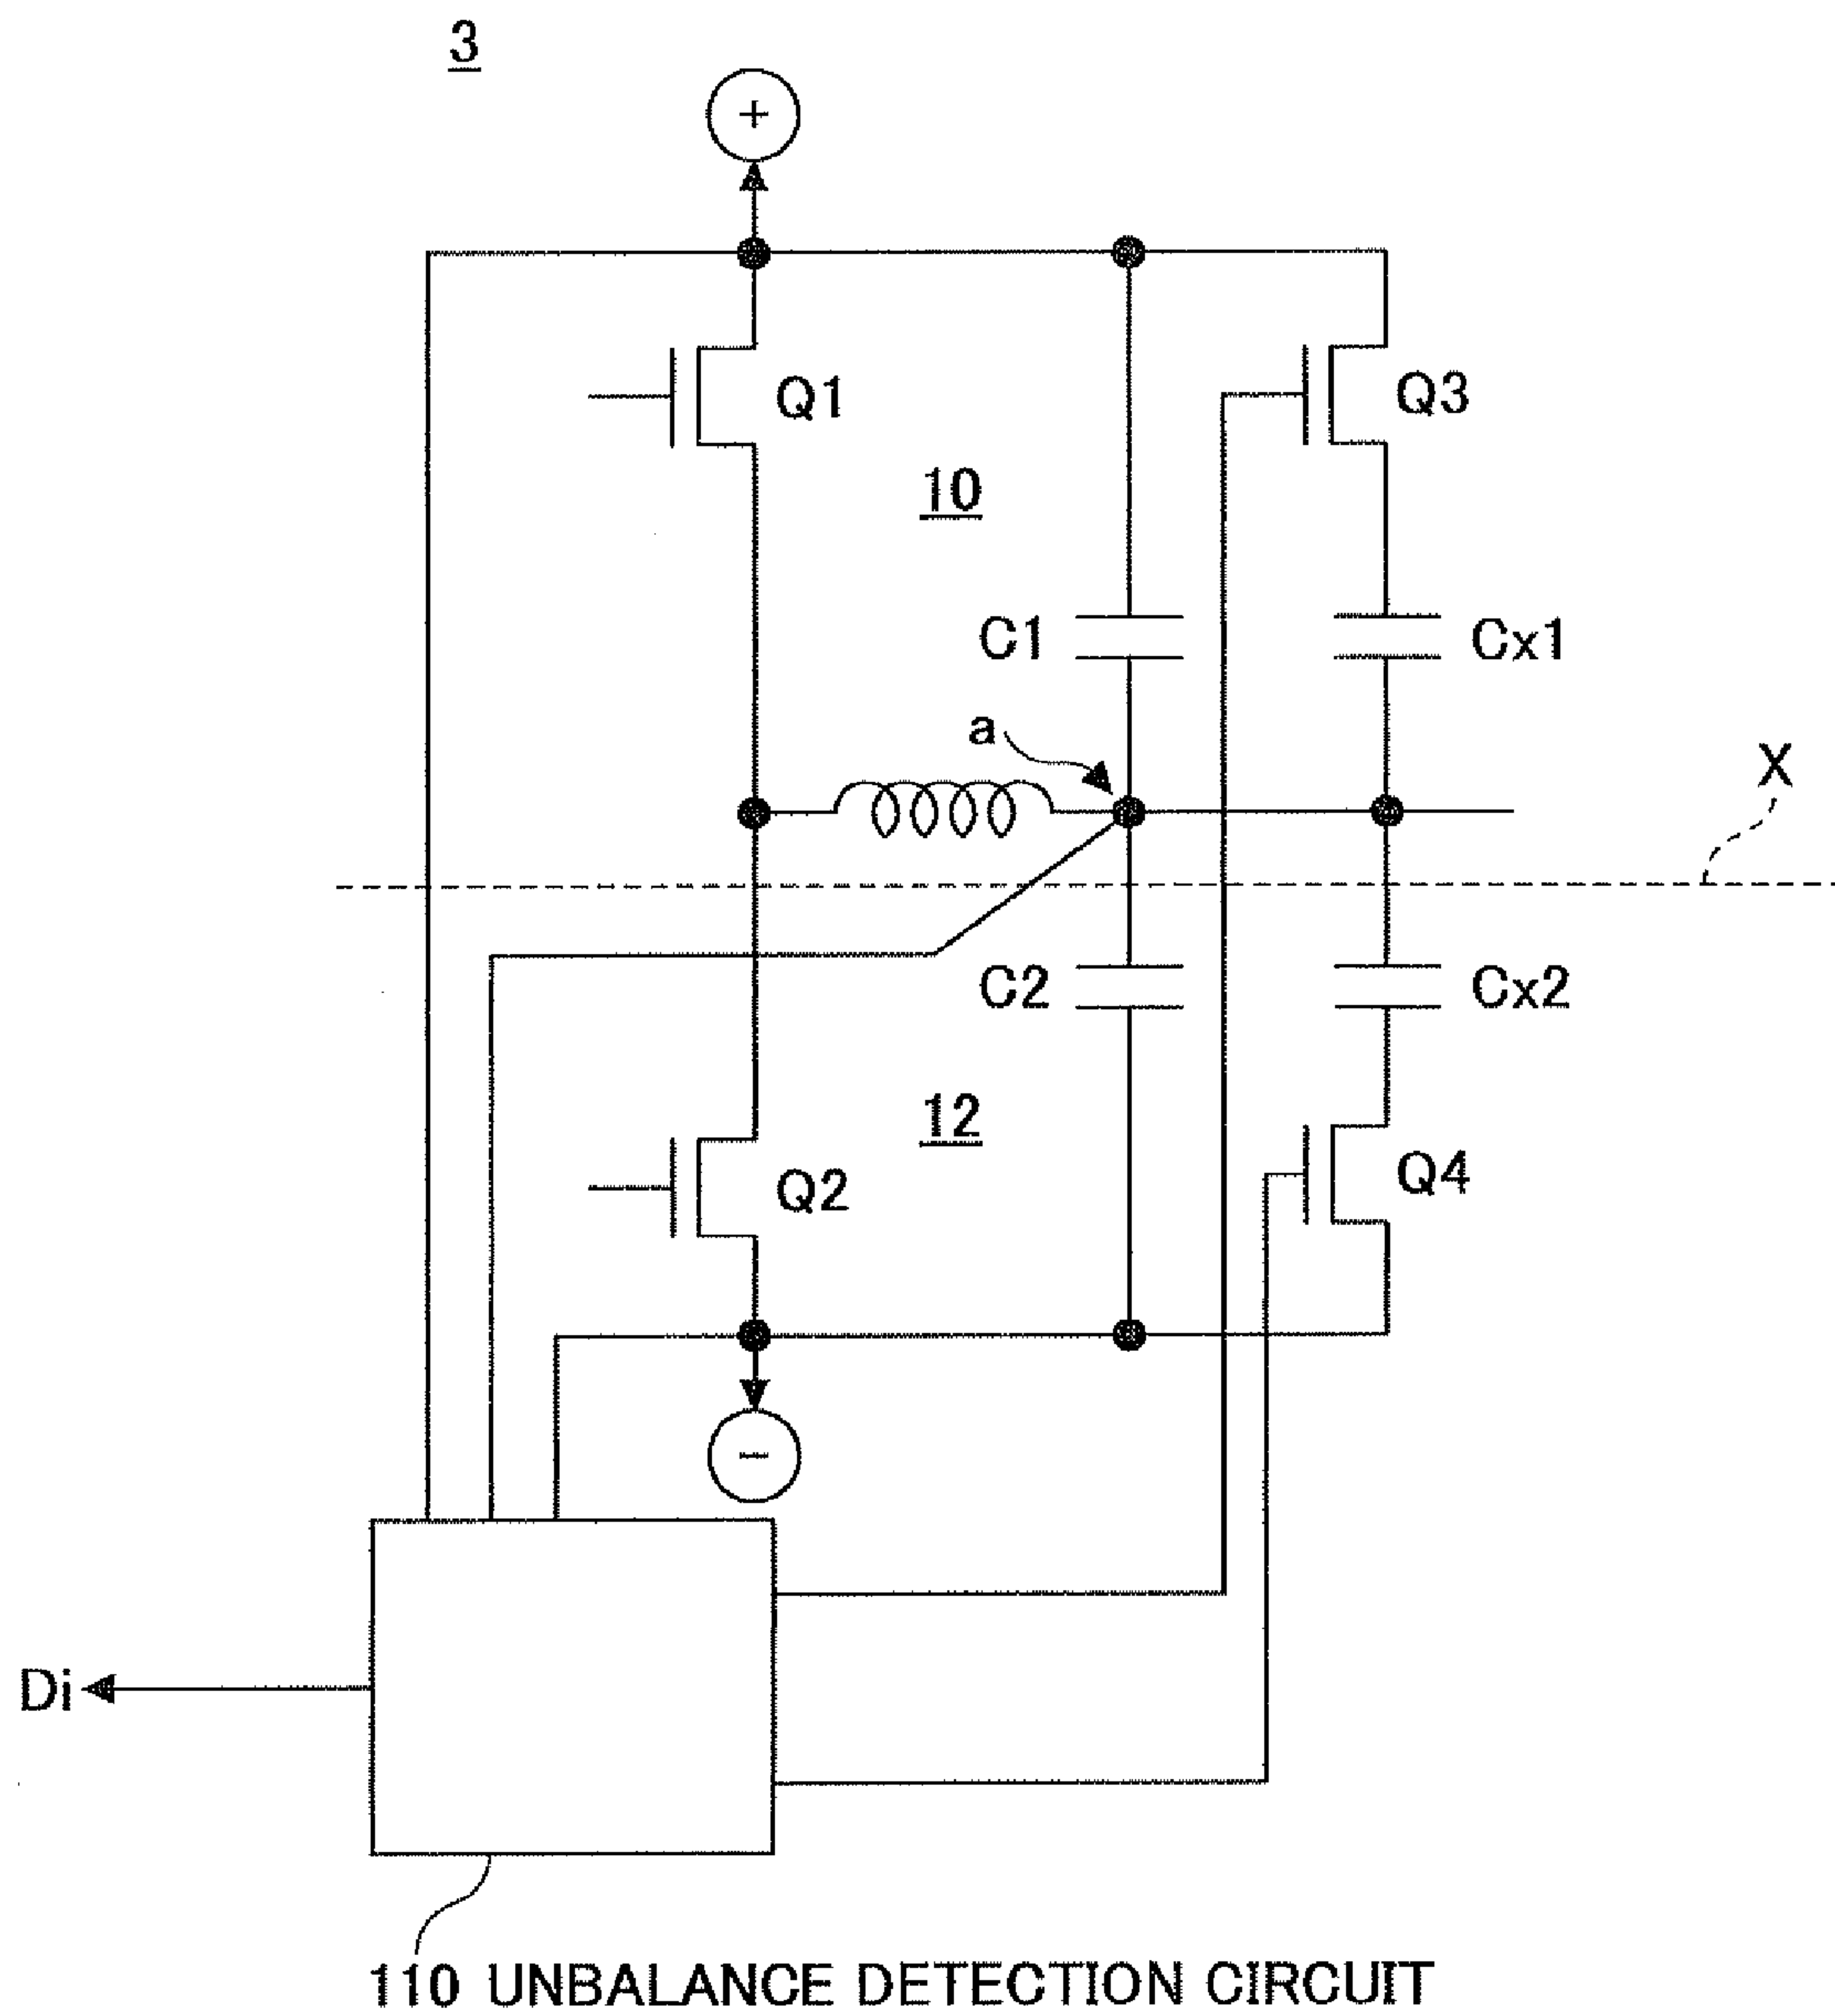 3
+
Q1
Q3
10
C1
Cx1
a
X
C2
Cx2
12
Q2
Q4
−
Di
110 UNBALANCE DETECTION CIRCUIT